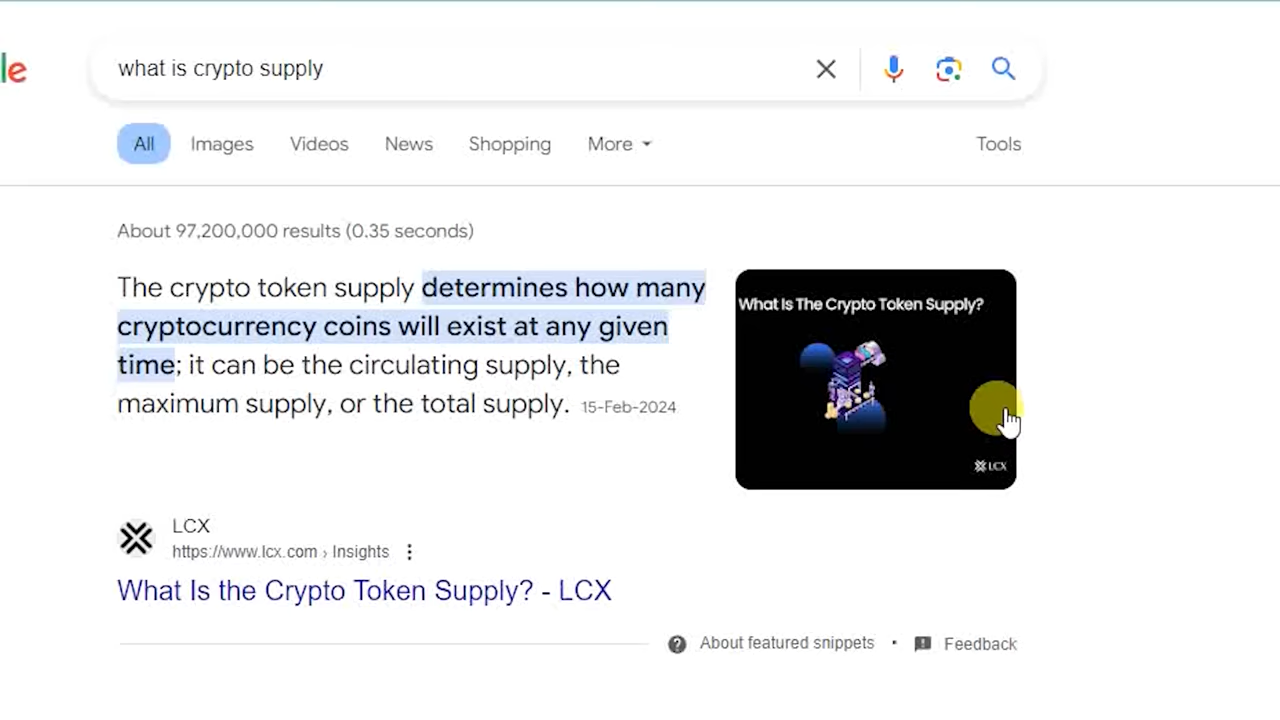 le
what is crypto supply
All Images Videos News Shopping More Tools
About 97,200,000 results (0.35 seconds)
The crypto token supply determines how many
cryptocurrency coins will exist at any given
time; it can be the circulating supply, the
maximum supply, or the total supply. 15-Feb-2024
What Is The Crypto Token Supply?
LCX
LCX
https://www.lcx.com › Insights
What Is the Crypto Token Supply? - LCX
About featured snippets • Feedback